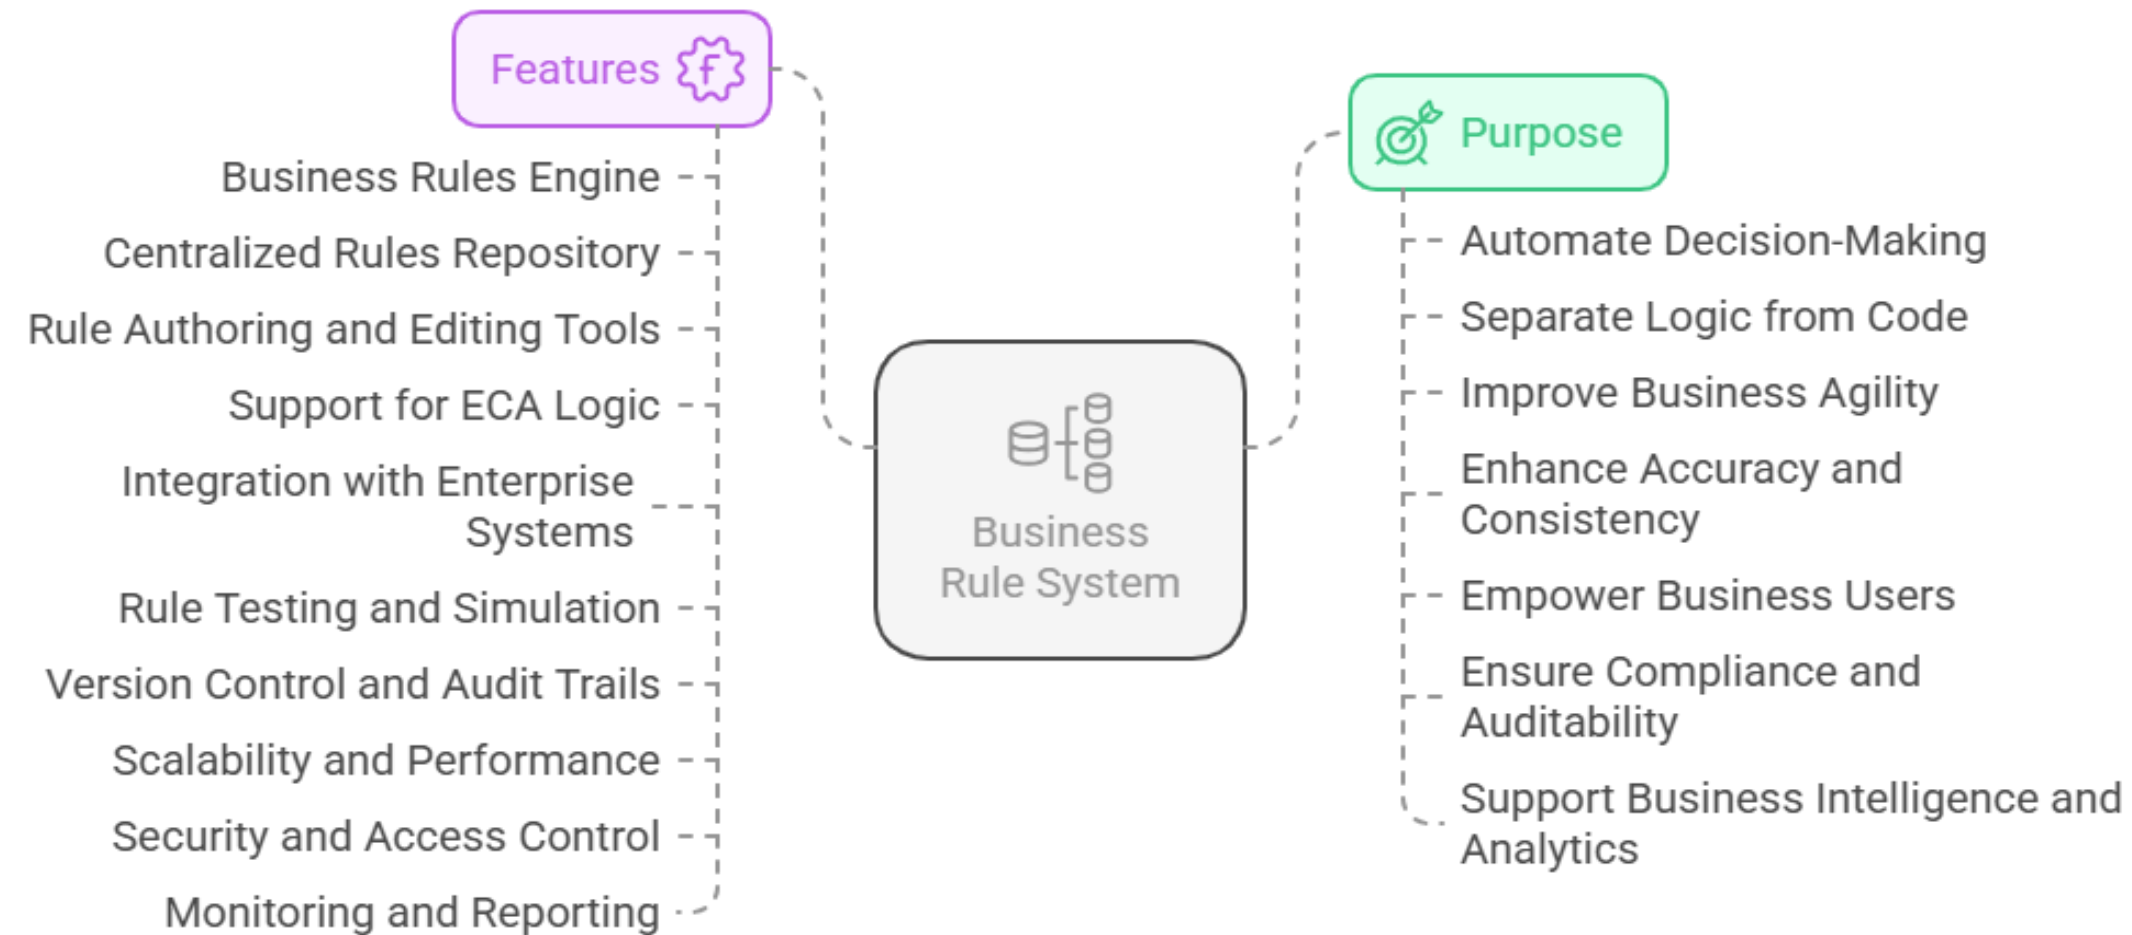 Features
Business Rules Engine
Centralized Rules Repository
Rule Authoring and Editing Tools
Support for ECA Logic
Integration with Enterprise
Systems
Rule Testing and Simulation
Version Control and Audit Trails
Scalability and Performance
Security and Access Control
Monitoring and Reporting
Business
Rule System
Purpose
Automate Decision-Making
Separate Logic from Code
Improve Business Agility
Enhance Accuracy and
Consistency
Empower Business Users
Ensure Compliance and
Auditability
Support Business Intelligence and
Analytics